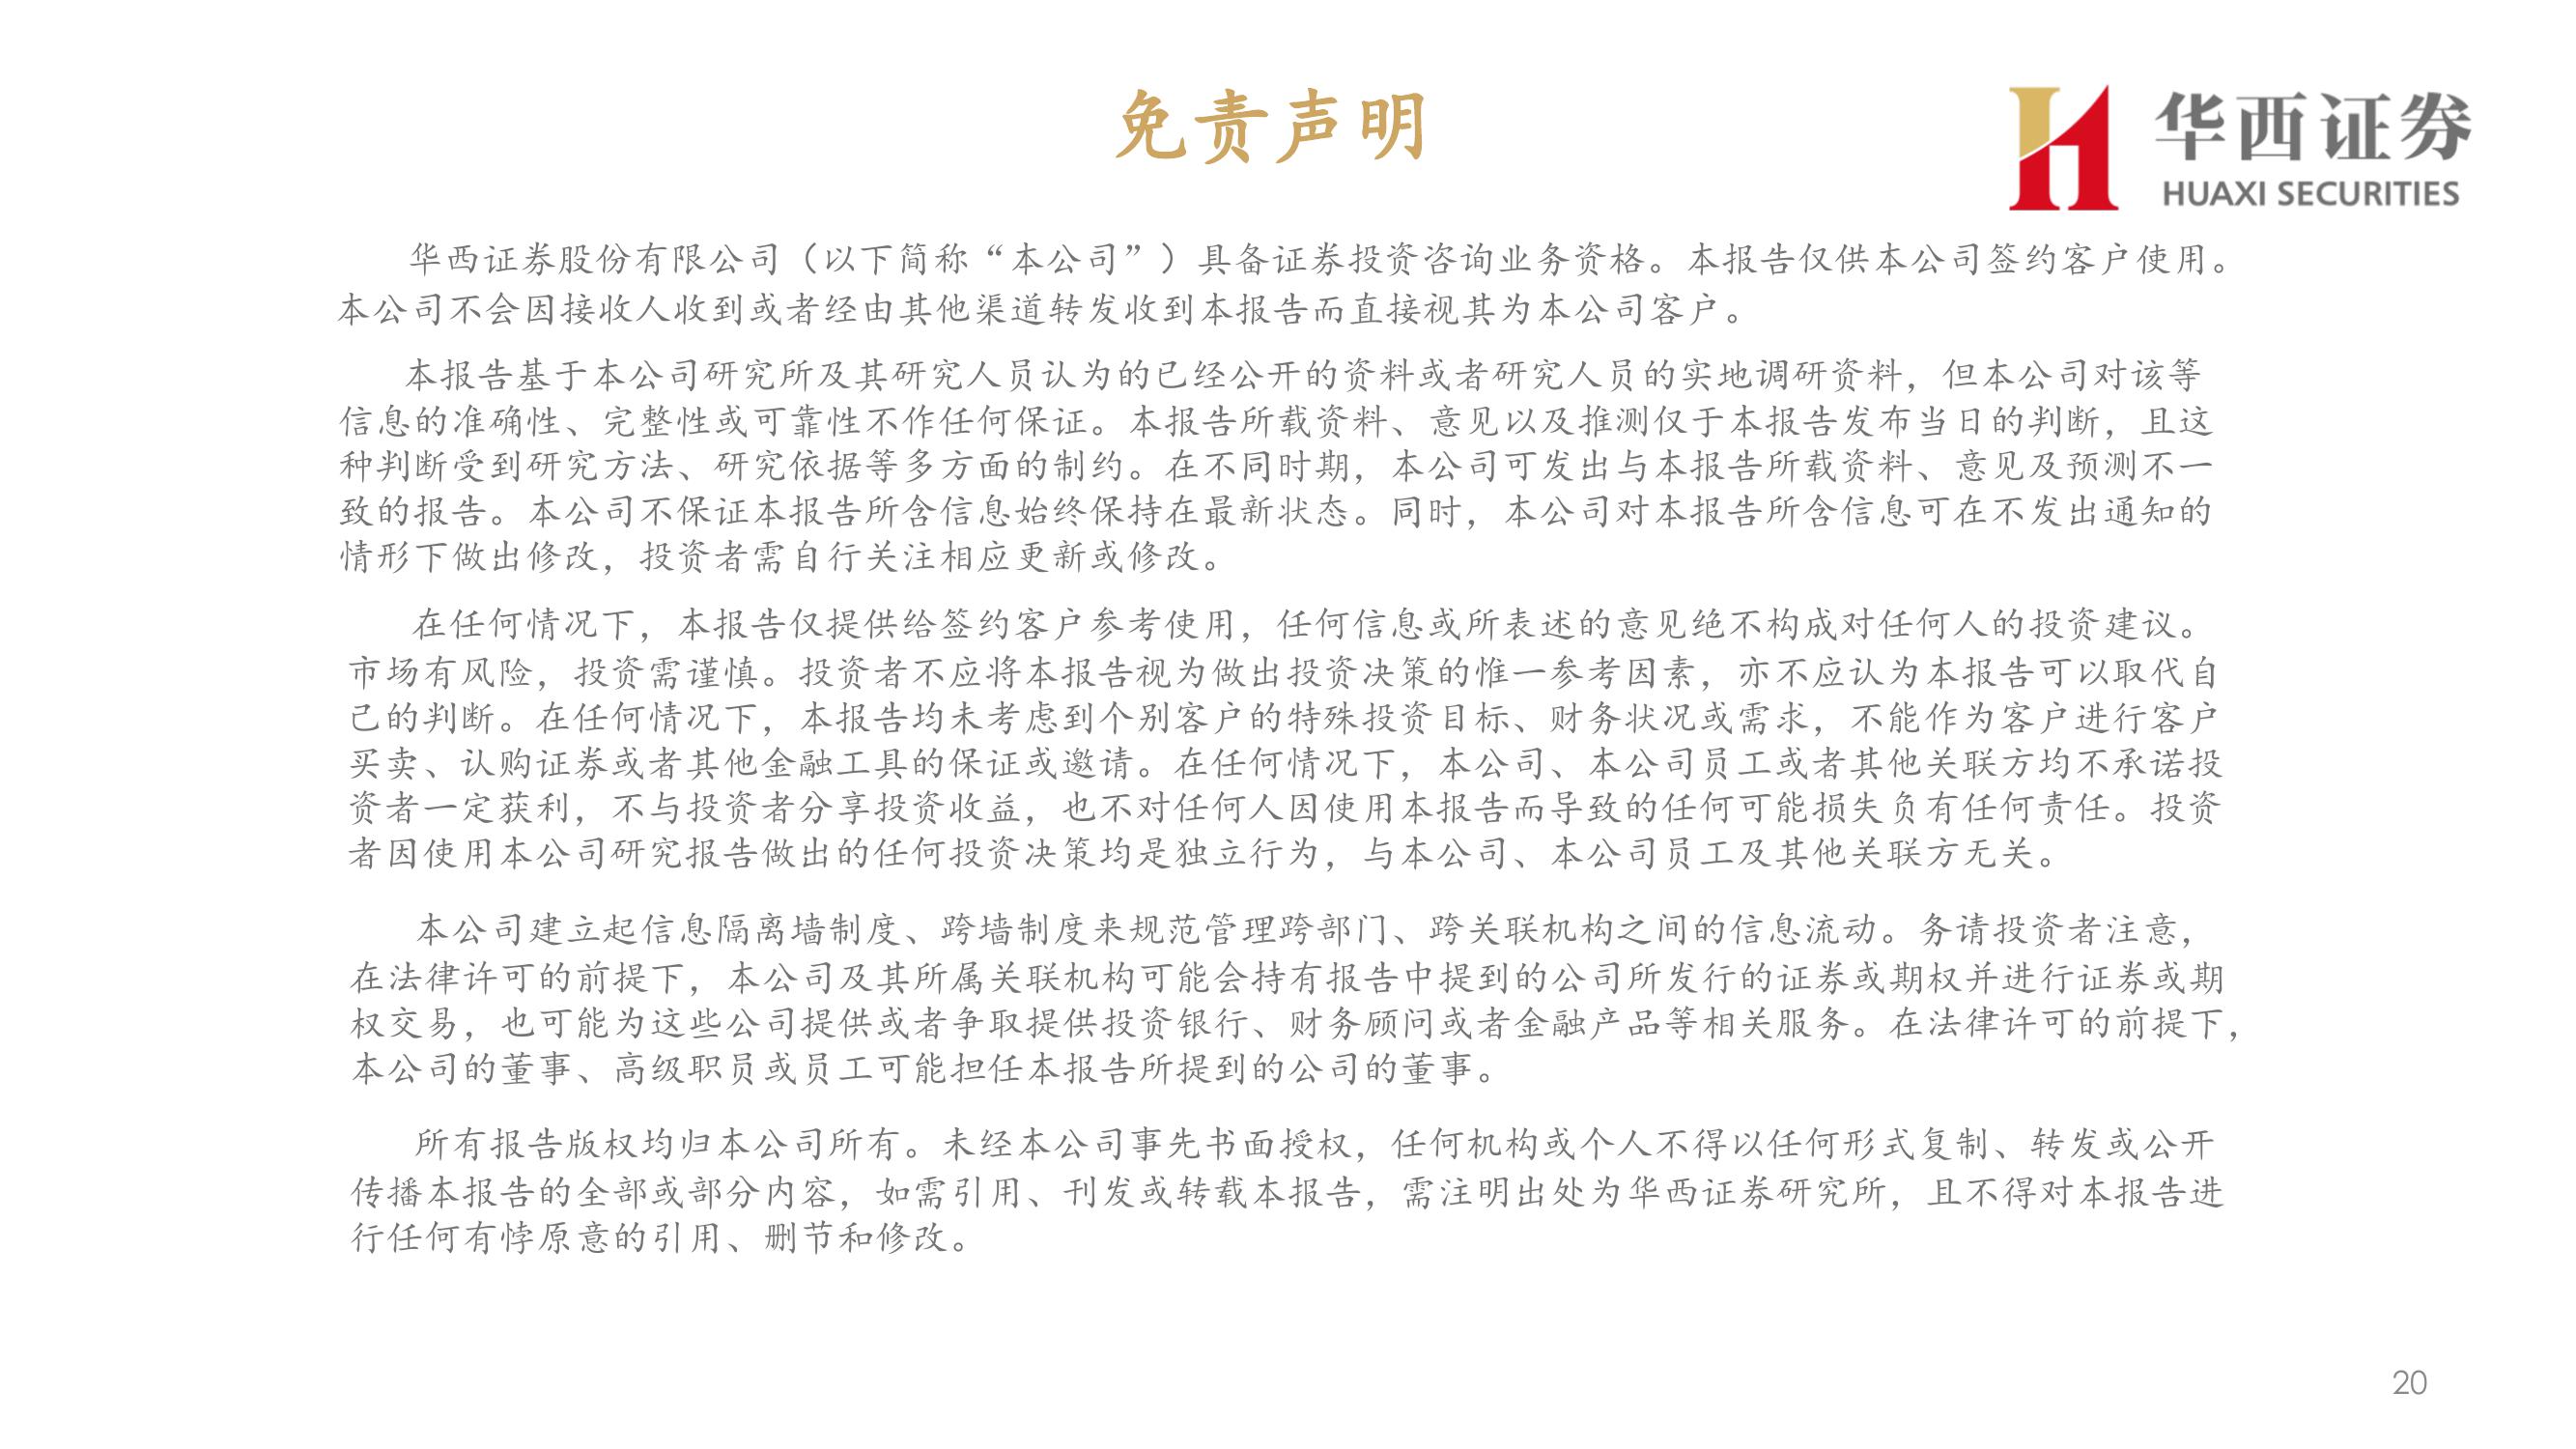 免责声明
华西证券
HUAXI SECURITIES
华西证券股份有限公司（以下简称“本公司”）具备证券投资咨询业务资格。本报告仅供本公司签约客户使用。
本公司不会因接收人收到或者经由其他渠道转发收到本报告而直接视其为本公司客户。
本报告基于本公司研究所及其研究人员认为的已经公开的资料或者研究人员的实地调研资料，但本公司对该等
信息的准确性、完整性或可靠性不作任何保证。本报告所载资料、意见以及推测仅于本报告发布当日的判断，且这
种判断受到研究方法、研究依据等多方面的制约。在不同时期，本公司可发出与本报告所载资料、意见及预测不一
致的报告。本公司不保证本报告所含信息始终保持在最新状态。同时，本公司对本报告所含信息可在不发出通知的
情形下做出修改，投资者需自行关注相应更新或修改。
在任何情况下，本报告仅提供给签约客户参考使用，任何信息或所表述的意见绝不构成对任何人的投资建议。
市场有风险，投资需谨慎。投资者不应将本报告视为做出投资决策的惟一参考因素，亦不应认为本报告可以取代自
己的判断。在任何情况下，本报告均未考虑到个别客户的特殊投资目标、财务状况或需求，不能作为客户进行客户
买卖、认购证券或者其他金融工具的保证或邀请。在任何情况下，本公司、本公司员工或者其他关联方均不承诺投
资者一定获利，不与投资者分享投资收益，也不对任何人因使用本报告而导致的任何可能损失负有任何责任。投资
者因使用本公司研究报告做出的任何投资决策均是独立行为，与本公司、本公司员工及其他关联方无关。
本公司建立起信息隔离墙制度、跨墙制度来规范管理跨部门、跨关联机构之间的信息流动。务请投资者注意，
在法律许可的前提下，本公司及其所属关联机构可能会持有报告中提到的公司所发行的证券或期权并进行证券或期
权交易，也可能为这些公司提供或者争取提供投资银行、财务顾问或者金融产品等相关服务。在法律许可的前提下，
本公司的董事、高级职员或员工可能担任本报告所提到的公司的董事。
所有报告版权均归本公司所有。未经本公司事先书面授权，任何机构或个人不得以任何形式复制、转发或公开
传播本报告的全部或部分内容，如需引用、刊发或转载本报告，需注明出处为华西证券研究所，且不得对本报告进
行任何有悖原意的引用、删节和修改。
20